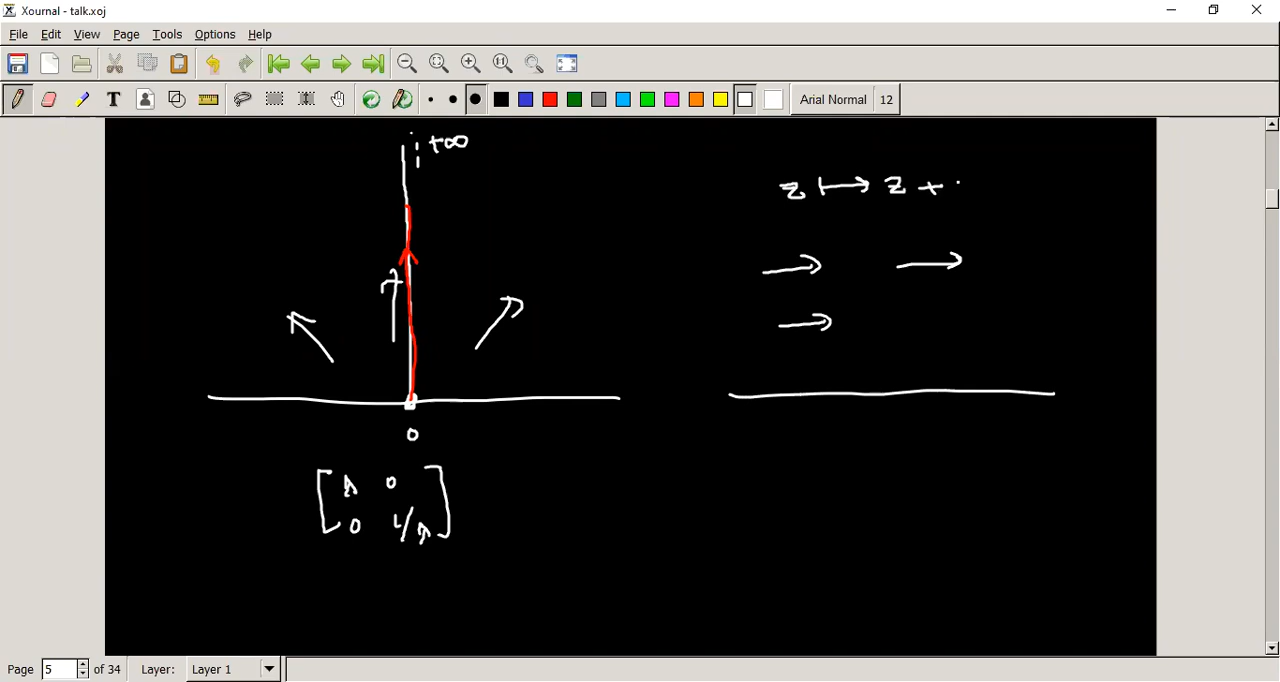 Xournal - talk.xoj
File Edit View Page Tools Options Help
Arial Normal 12
i +∞
z ↦ z +
0
[ λ 0
0 1/λ ]
Page 5 of 34 Layer: Layer 1